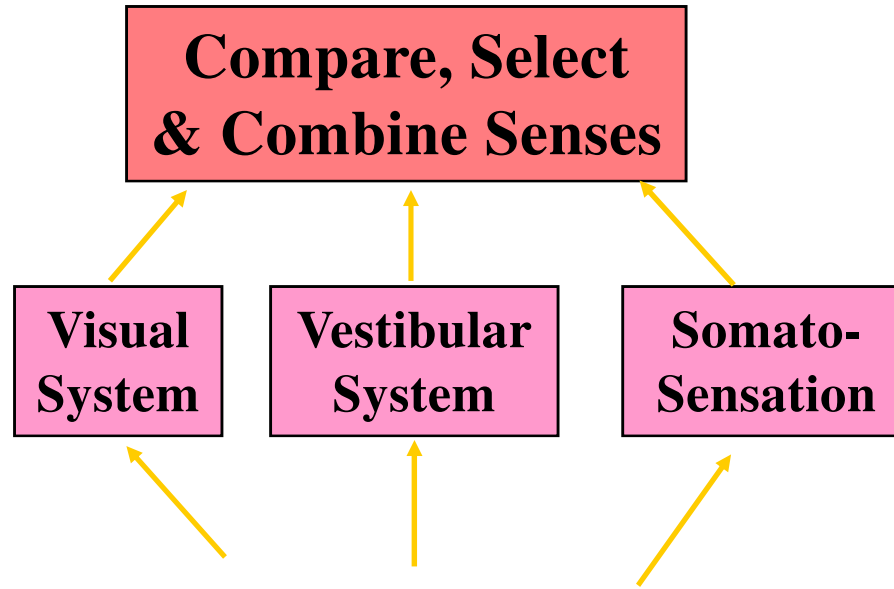 Compare, Select
& Combine Senses
Visual
System
Vestibular
System
Somato-
Sensation